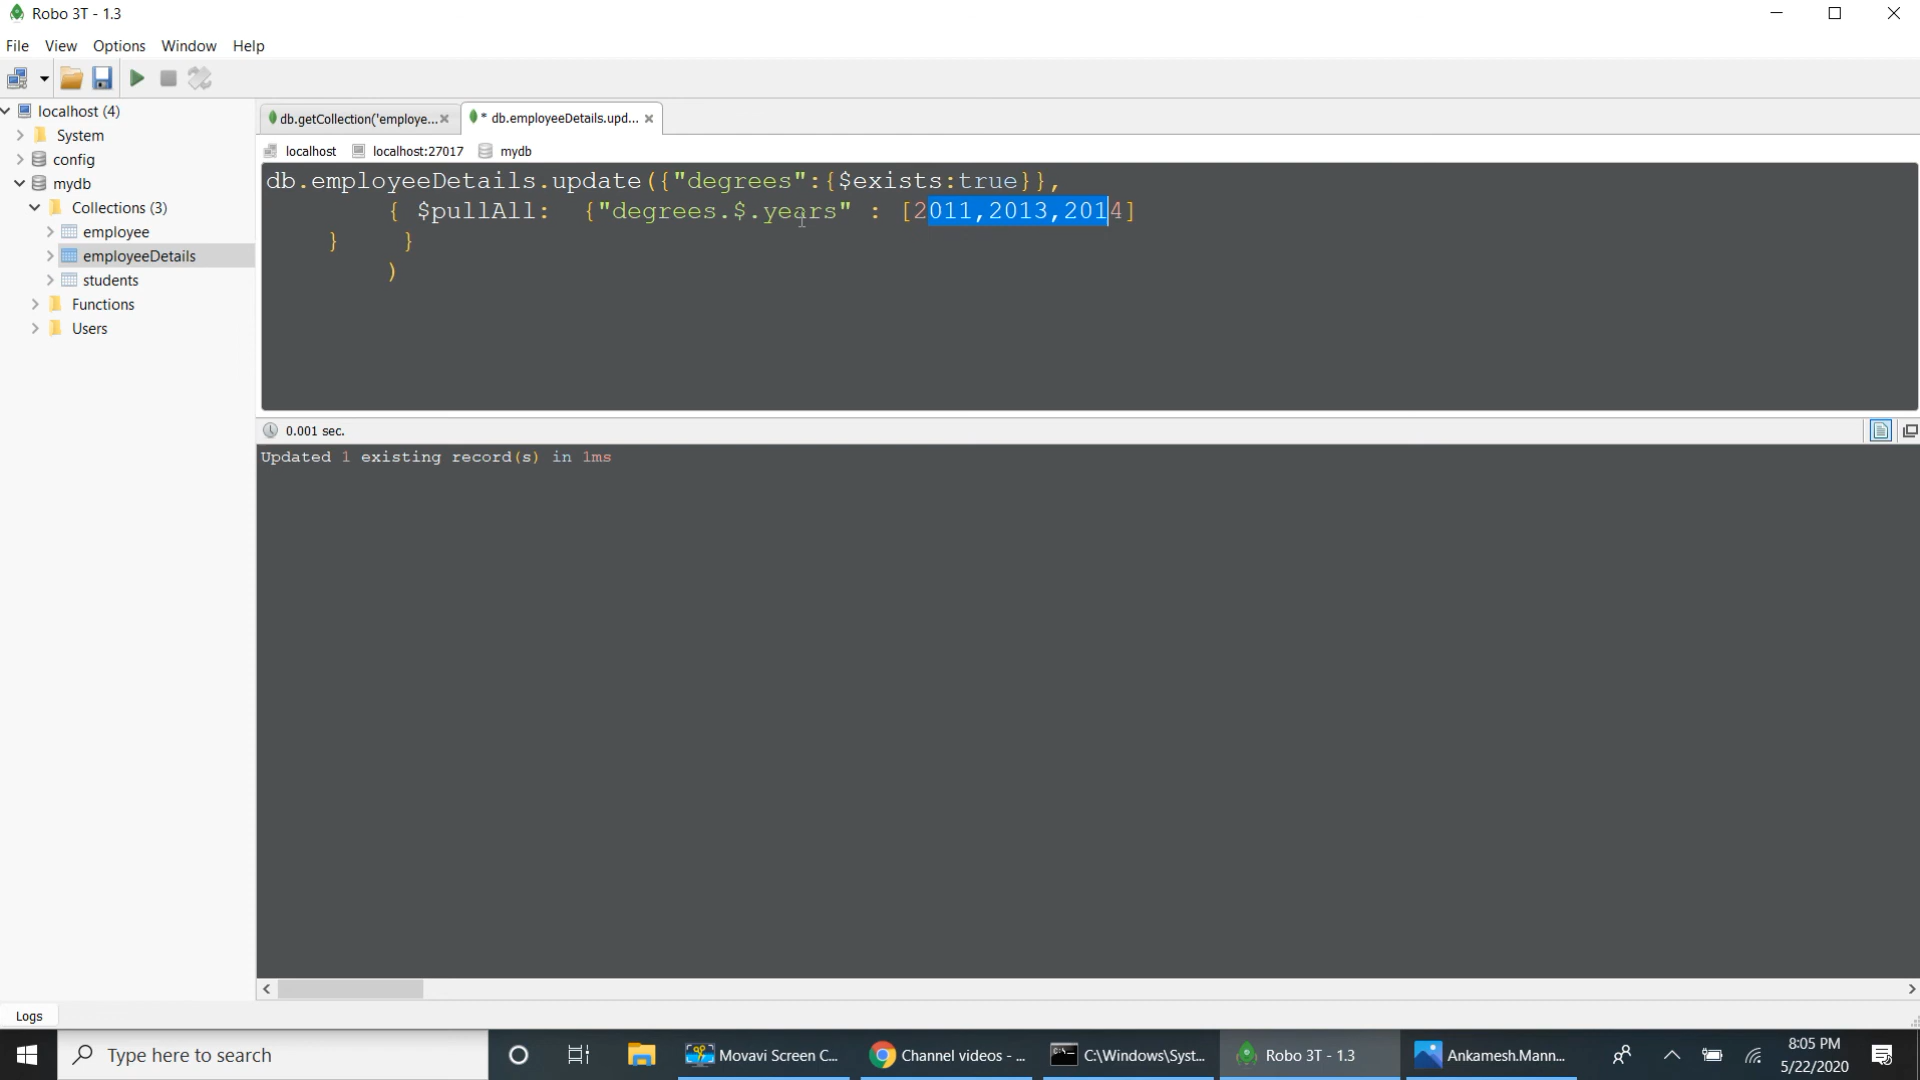 Robo 3T - 1.3
File View Options Window Help
localhost (4)
System
config
mydb
Collections (3)
employee
employeeDetails
students
Functions
Users
db.getCollection('employe...
* db.employeeDetails.upd...
localhost localhost:27017 mydb
db.employeeDetails.update({"degrees":{$exists:true}},
{ $pullAll: {"degrees.$.years" : [2011,2013,2014]
} }
)
0.001 sec.
Updated 1 existing record(s) in 1ms
Logs
Type here to search
Movavi Screen C...
Channel videos - ...
C:\Windows\Syst...
Robo 3T - 1.3
Ankamesh.Mann...
8:05 PM
5/22/2020